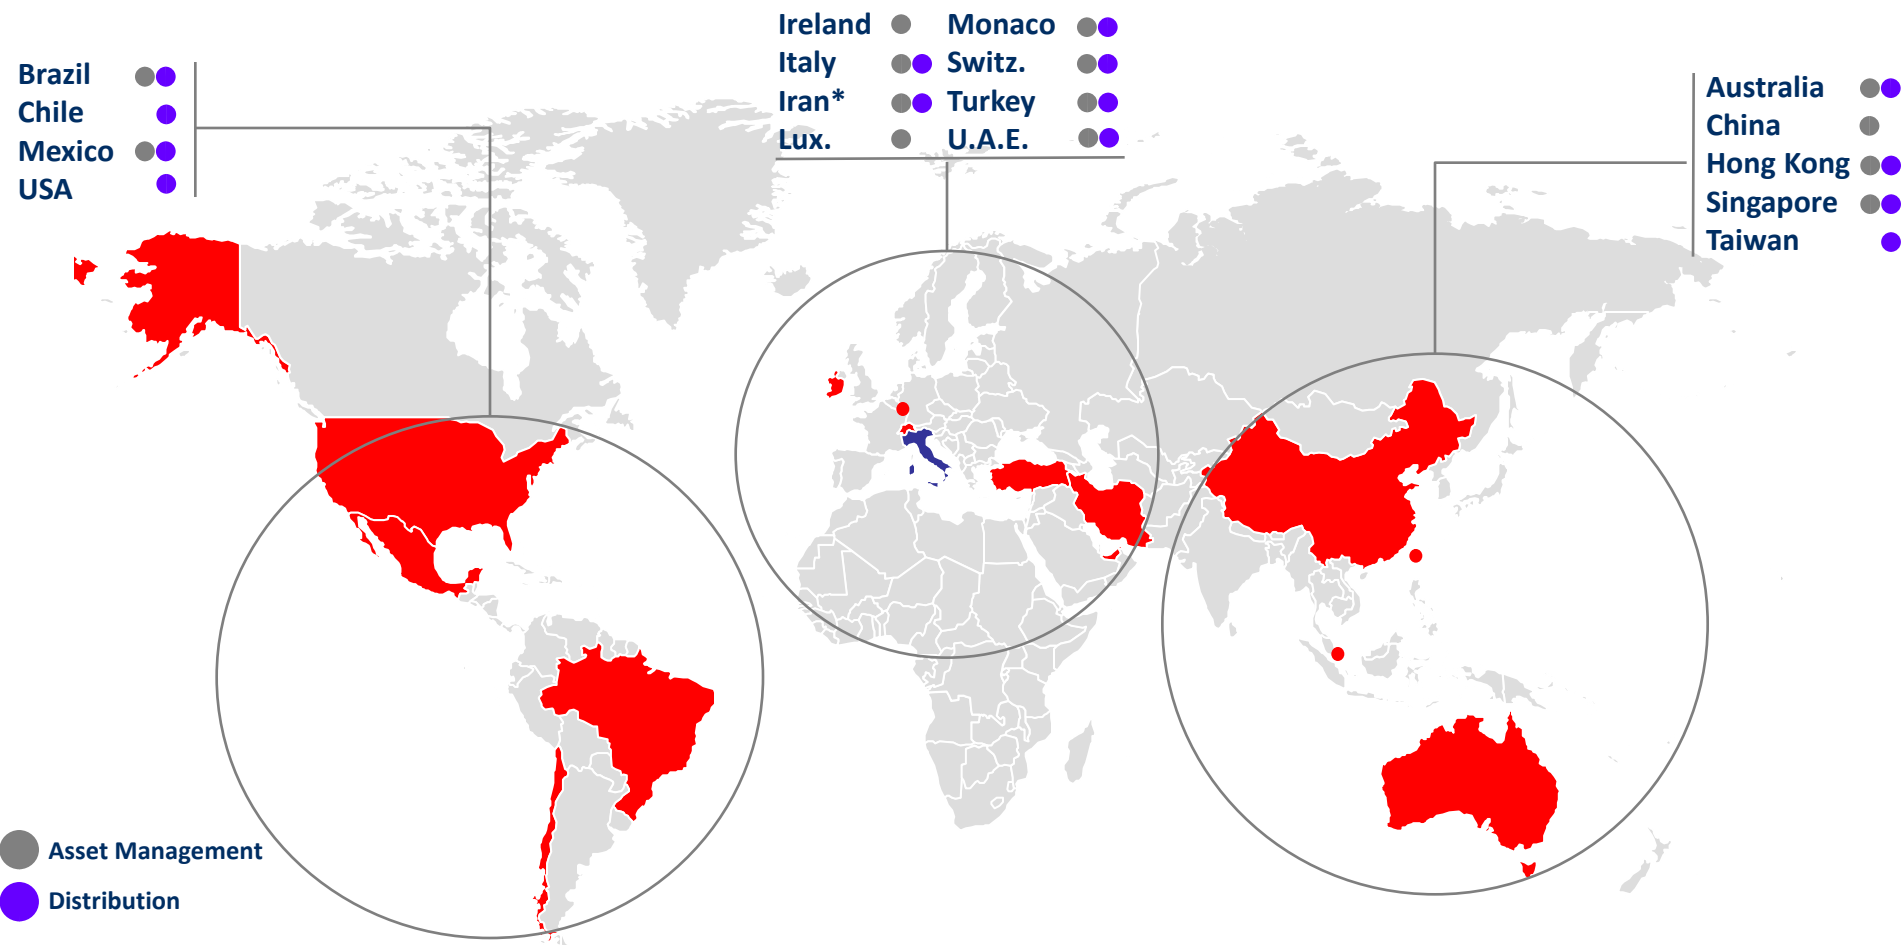 Ireland
Italy
Iran*
Lux.
Monaco
Switz.
Turkey
U.A.E.
Brazil
Chile
Mexico
USA
Australia
China
Hong Kong
Singapore
Taiwan
Asset Management
Distribution